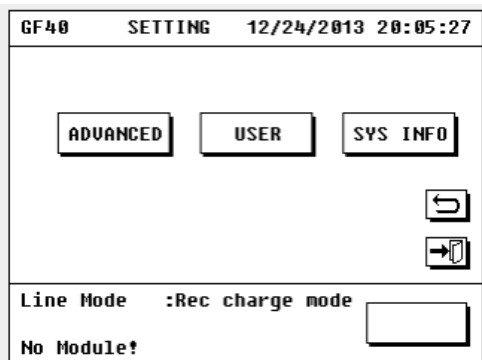 GF40 SETTING 12/24/2013 20:05:27
ADVANCED USER SYS INFO
Line Mode :Rec charge mode
No Module!